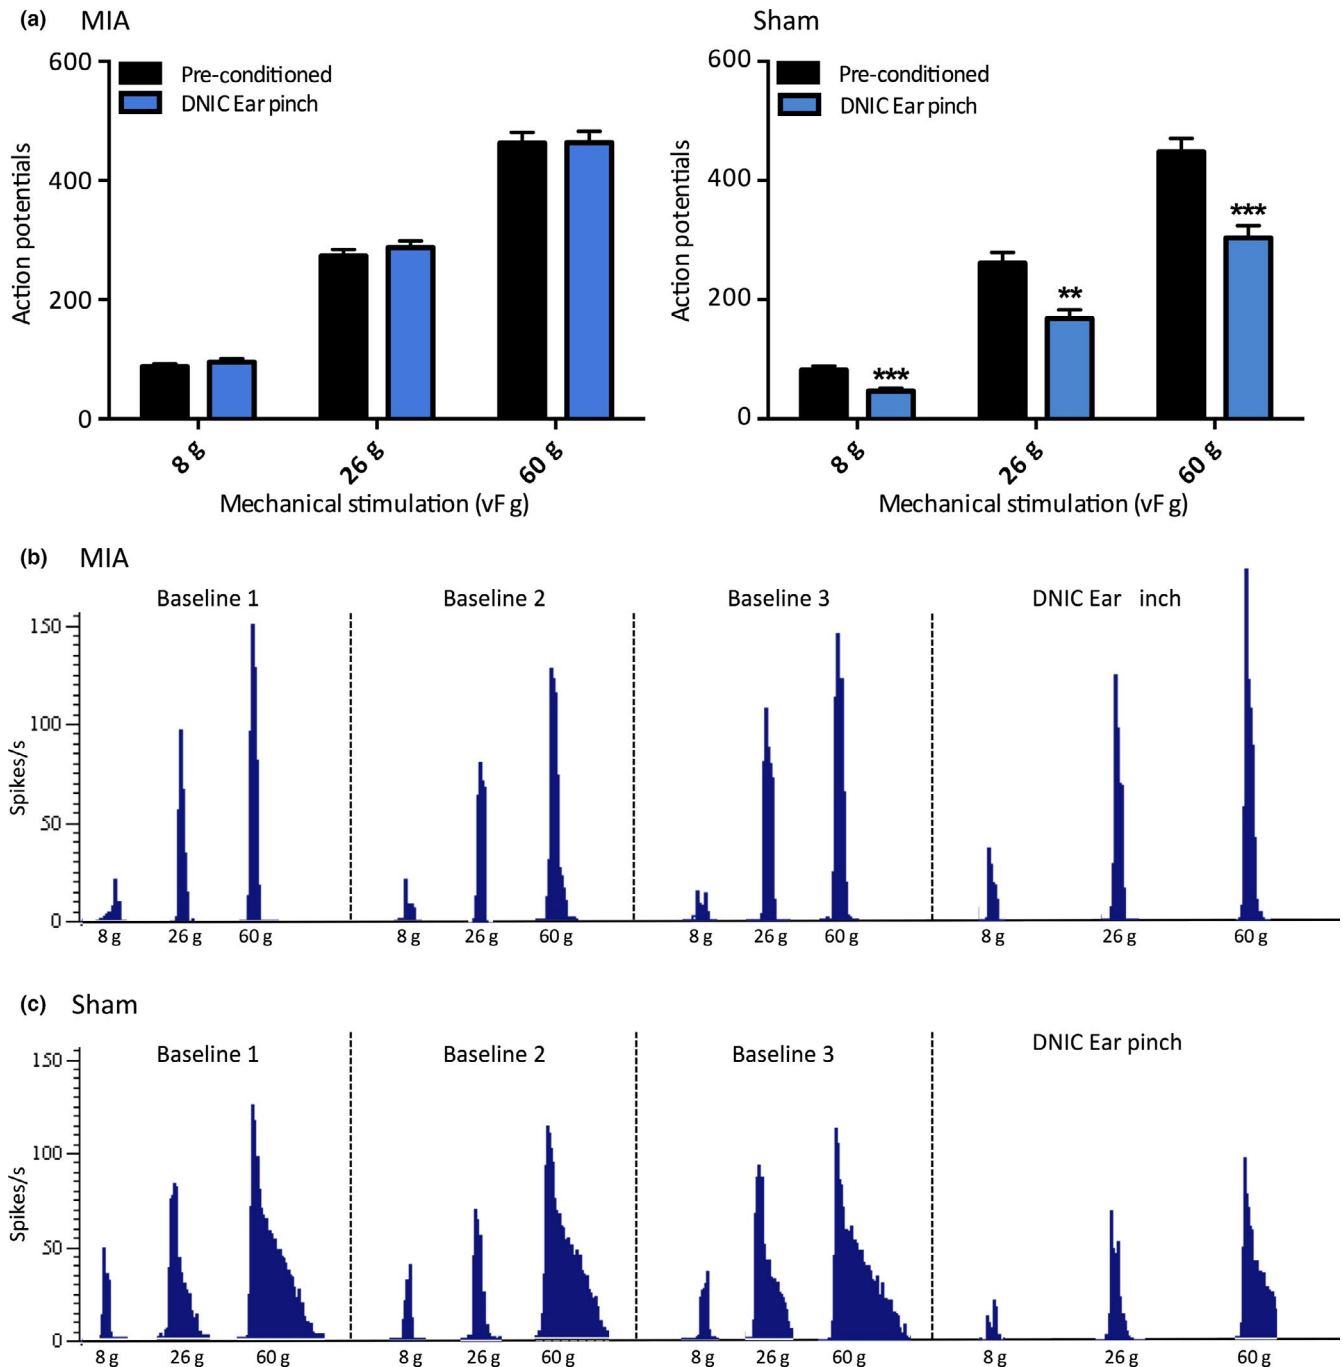 (a) MIA
Sham
600
400
200
0
Action potentials
Pre-conditioned
DNIC Ear pinch
8 g
26 g
60 g
Mechanical stimulation (vF g)
600
400
200
0
Action potentials
Pre-conditioned
DNIC Ear pinch
***
**
***
8 g
26 g
60 g
Mechanical stimulation (vF g)
(b) MIA
Baseline 1
Baseline 2
Baseline 3
DNIC Ear inch
150
100
50
0
Spikes/s
8 g 26 g 60 g
8 g 26 g 60 g
8 g 26 g 60 g
8 g 26 g 60 g
(c) Sham
Baseline 1
Baseline 2
Baseline 3
DNIC Ear pinch
150
100
50
0
Spikes/s
8 g 26 g 60 g
8 g 26 g 60 g
8 g 26 g 60 g
8 g 26 g 60 g